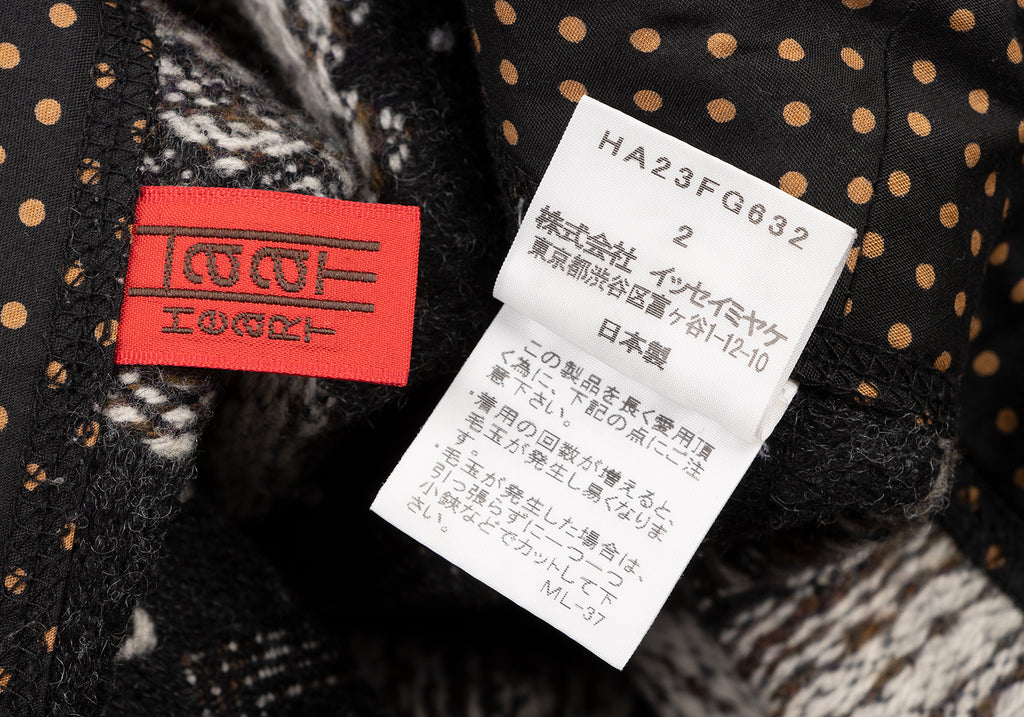 HaaT
HeaRT
HA23FG632
2
株式会社 イッセイミヤケ
東京都渋谷区富ヶ谷1-12-10
日本製
この製品を長く愛用頂
く為に、下記の点にご注
意下さい。
・着用の回数が増えると、
毛玉が発生し易くなりま
す。
・毛玉が発生した場合は、
引っ張らずに一つ一つ
小鋏などでカットして下
さい。
ML-37